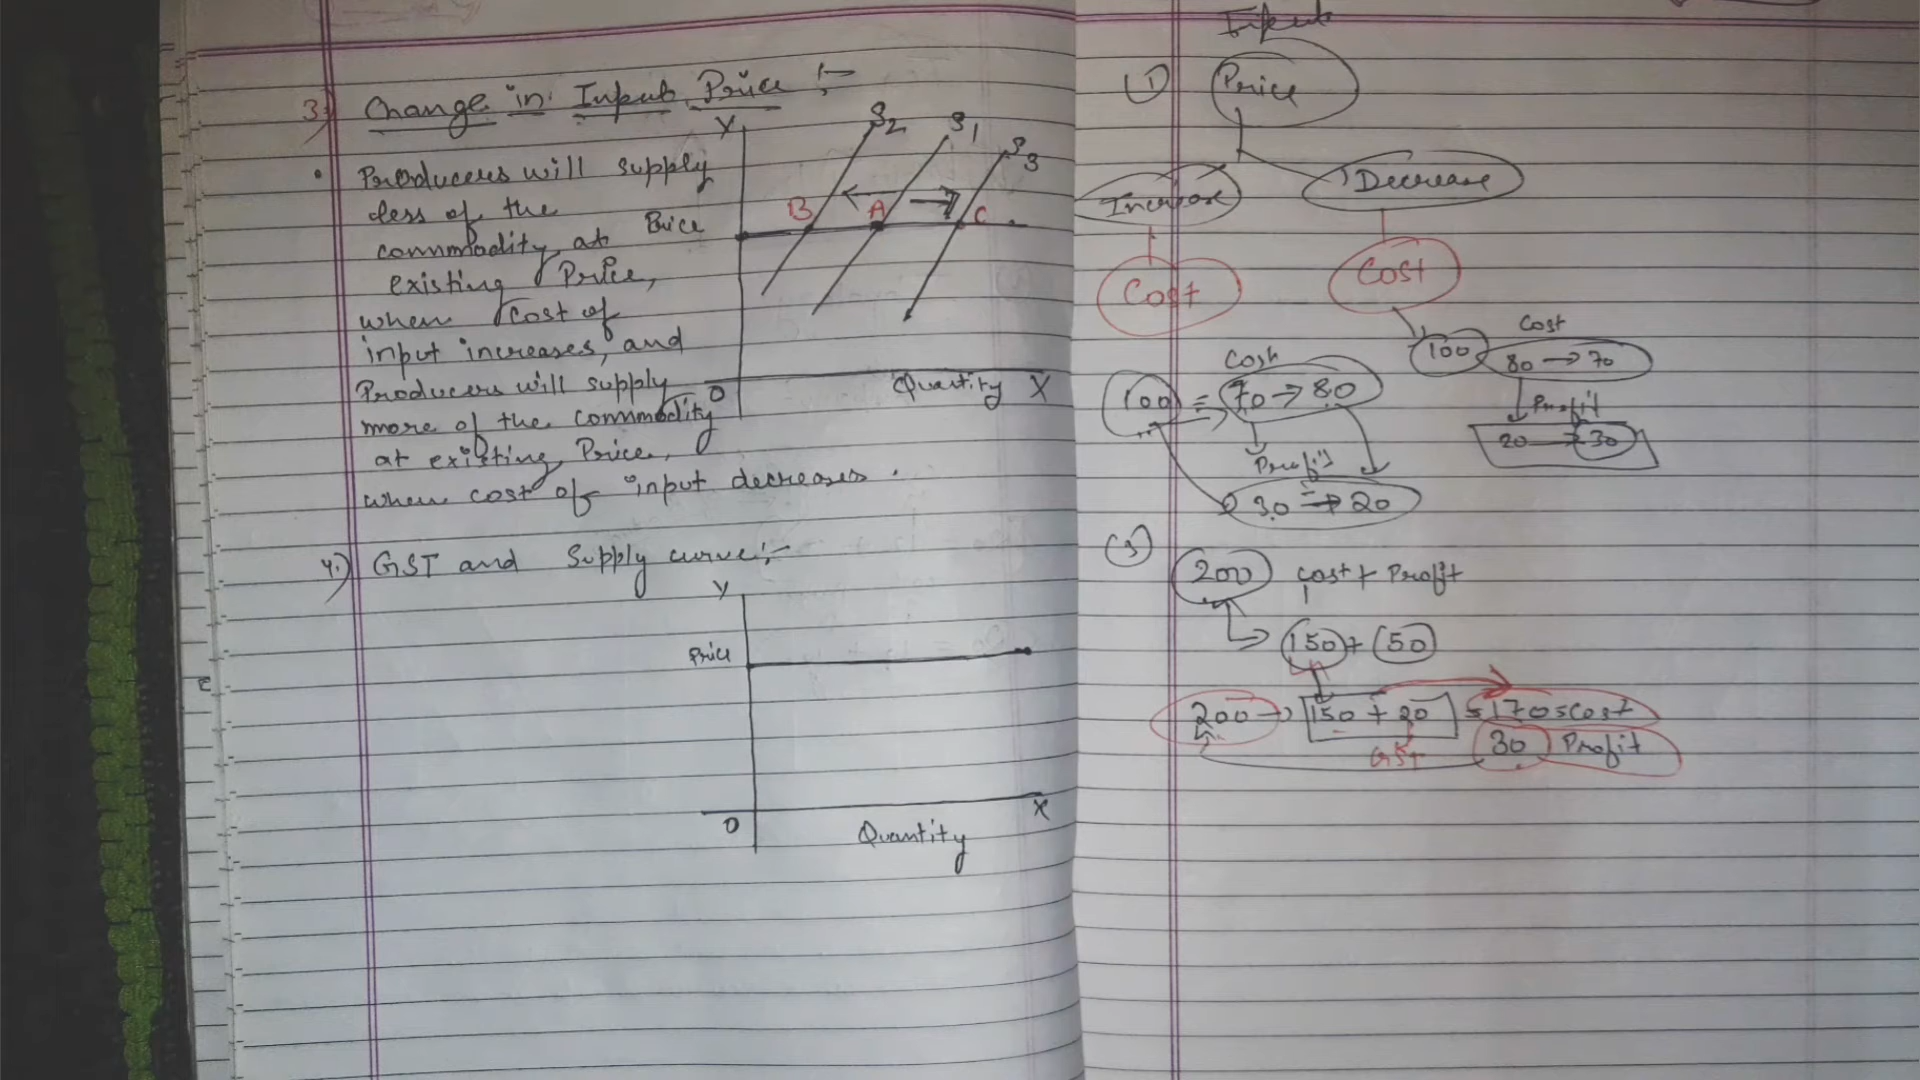 3) Change in Input Price :-
• Producers will supply
less of the
commodity at
existing Price,
when cost of
input increases, and
Producers will supply
more of the commodity
at existing Price,
when cost of input decreases.
Y
S2
S1
S3
Price
B
A
C
O
Quantity
X
4.) GST and Supply curve:-
Y
Price
O
Quantity
X
Input
(1) Price
Increase
Decrease
Cost
Cost
Cost
100
80 → 70
Profit
20 → 30
Cost
100 = 70 → 80
Profit
30 → 20
200 cost + Profit
150 + 50
200 → 150 + 20 = 170 = cost
GST
30 Profit